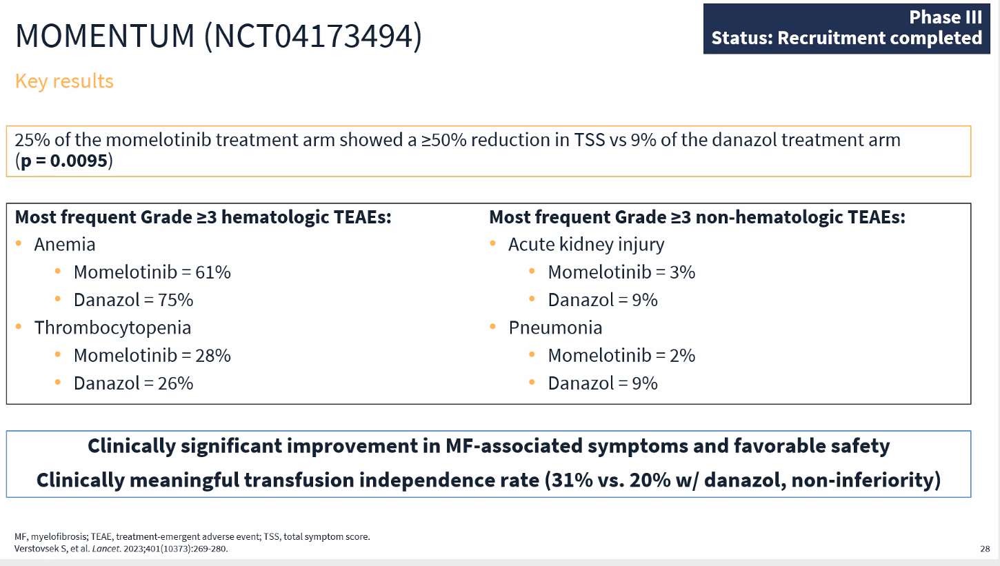 MOMENTUM (NCT04173494)
Phase III
Status: Recruitment completed
Key results
25% of the momelotinib treatment arm showed a ≥50% reduction in TSS vs 9% of the danazol treatment arm
(p = 0.0095)
Most frequent Grade ≥3 hematologic TEAEs:
• Anemia
• Momelotinib = 61%
• Danazol = 75%
• Thrombocytopenia
• Momelotinib = 28%
• Danazol = 26%
Most frequent Grade ≥3 non-hematologic TEAEs:
• Acute kidney injury
• Momelotinib = 3%
• Danazol = 9%
• Pneumonia
• Momelotinib = 2%
• Danazol = 9%
Clinically significant improvement in MF-associated symptoms and favorable safety
Clinically meaningful transfusion independence rate (31% vs. 20% w/ danazol, non-inferiority)
MF, myelofibrosis; TEAE, treatment-emergent adverse event; TSS, total symptom score.
Verstovsek S, et al. Lancet. 2023;401(10373):269-280.
28